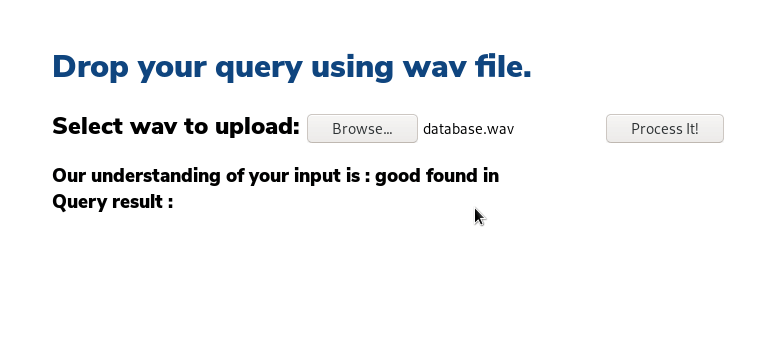 Drop your query using wav file.
Select wav to upload: Browse... database.wav Process It!
Our understanding of your input is : good found in
Query result :